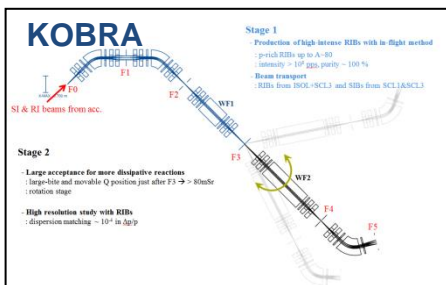 KOBRA
Stage 1
- Production of high-intense RIBs with in-flight method
: p-rich RIBs up to A~80
: intensity > 10⁶ pps, purity ~ 100 %
- Beam transport
: RIBs from ISOL+SCL3 and SIBs from SCL1&SCL3
F0
F1
F2
WF1
SI & RI beams from acc.
F3
WF2
F4
F5
Stage 2
- Large acceptance for more dissipative reactions
: large-bite and movable Q position just after F3 → > 80mSr
: rotation stage
- High resolution study with RIBs
: dispersion matching ~ 10⁻⁴ in Δp/p